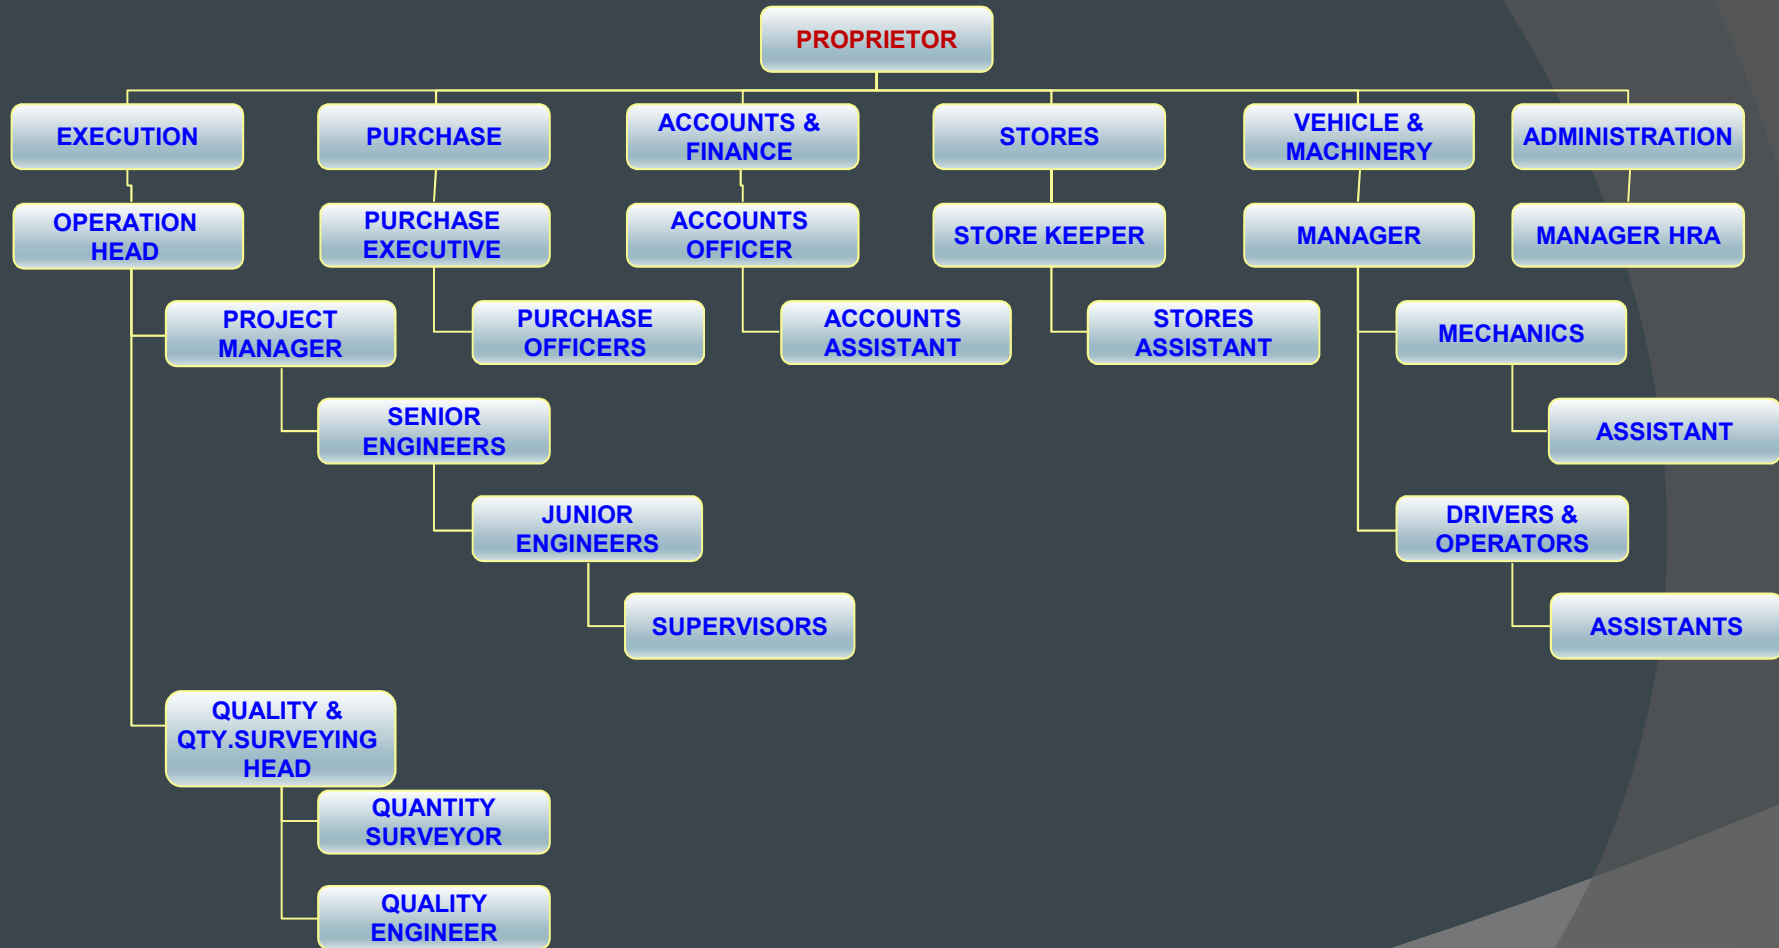 PROPRIETOR
EXECUTION
PURCHASE
ACCOUNTS &
FINANCE
STORES
VEHICLE &
MACHINERY
ADMINISTRATION
OPERATION
HEAD
PURCHASE
EXECUTIVE
ACCOUNTS
OFFICER
STORE KEEPER
MANAGER
MANAGER HRA
PROJECT
MANAGER
PURCHASE
OFFICERS
ACCOUNTS
ASSISTANT
STORES
ASSISTANT
MECHANICS
SENIOR
ENGINEERS
ASSISTANT
JUNIOR
ENGINEERS
DRIVERS &
OPERATORS
SUPERVISORS
ASSISTANTS
QUALITY &
QTY.SURVEYING
HEAD
QUANTITY
SURVEYOR
QUALITY
ENGINEER